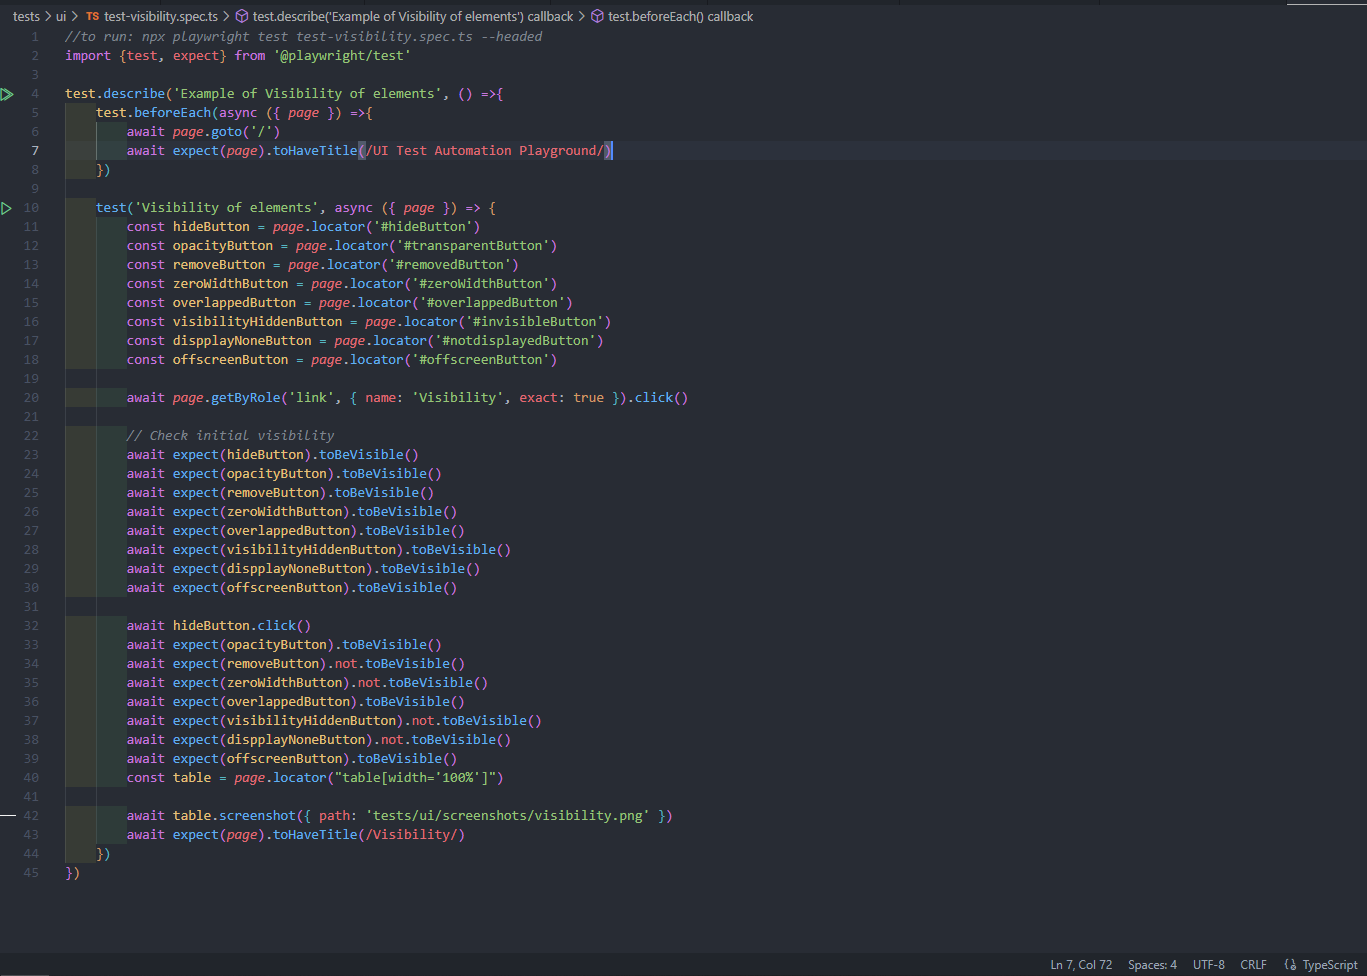 tests > ui > TS test-visibility.spec.ts > test.describe('Example of Visibility of elements') callback > test.beforeEach() callback
1 //to run: npx playwright test test-visibility.spec.ts --headed
2 import {test, expect} from '@playwright/test'
3
4 test.describe('Example of Visibility of elements', () =>{
5     test.beforeEach(async ({ page }) =>{
6         await page.goto('/')
7         await expect(page).toHaveTitle(/UI Test Automation Playground/)
8     })
9
10     test('Visibility of elements', async ({ page }) => {
11         const hideButton = page.locator('#hideButton')
12         const opacityButton = page.locator('#transparentButton')
13         const removeButton = page.locator('#removedButton')
14         const zeroWidthButton = page.locator('#zeroWidthButton')
15         const overlappedButton = page.locator('#overlappedButton')
16         const visibilityHiddenButton = page.locator('#invisibleButton')
17         const dispplayNoneButton = page.locator('#notdisplayedButton')
18         const offscreenButton = page.locator('#offscreenButton')
19
20         await page.getByRole('link', { name: 'Visibility', exact: true }).click()
21
22         // Check initial visibility
23         await expect(hideButton).toBeVisible()
24         await expect(opacityButton).toBeVisible()
25         await expect(removeButton).toBeVisible()
26         await expect(zeroWidthButton).toBeVisible()
27         await expect(overlappedButton).toBeVisible()
28         await expect(visibilityHiddenButton).toBeVisible()
29         await expect(dispplayNoneButton).toBeVisible()
30         await expect(offscreenButton).toBeVisible()
31
32         await hideButton.click()
33         await expect(opacityButton).toBeVisible()
34         await expect(removeButton).not.toBeVisible()
35         await expect(zeroWidthButton).not.toBeVisible()
36         await expect(overlappedButton).toBeVisible()
37         await expect(visibilityHiddenButton).not.toBeVisible()
38         await expect(dispplayNoneButton).not.toBeVisible()
39         await expect(offscreenButton).toBeVisible()
40         const table = page.locator("table[width='100%']")
41
42         await table.screenshot({ path: 'tests/ui/screenshots/visibility.png' })
43         await expect(page).toHaveTitle(/Visibility/)
44     })
45 })
Ln 7, Col 72 Spaces: 4 UTF-8 CRLF {} TypeScript